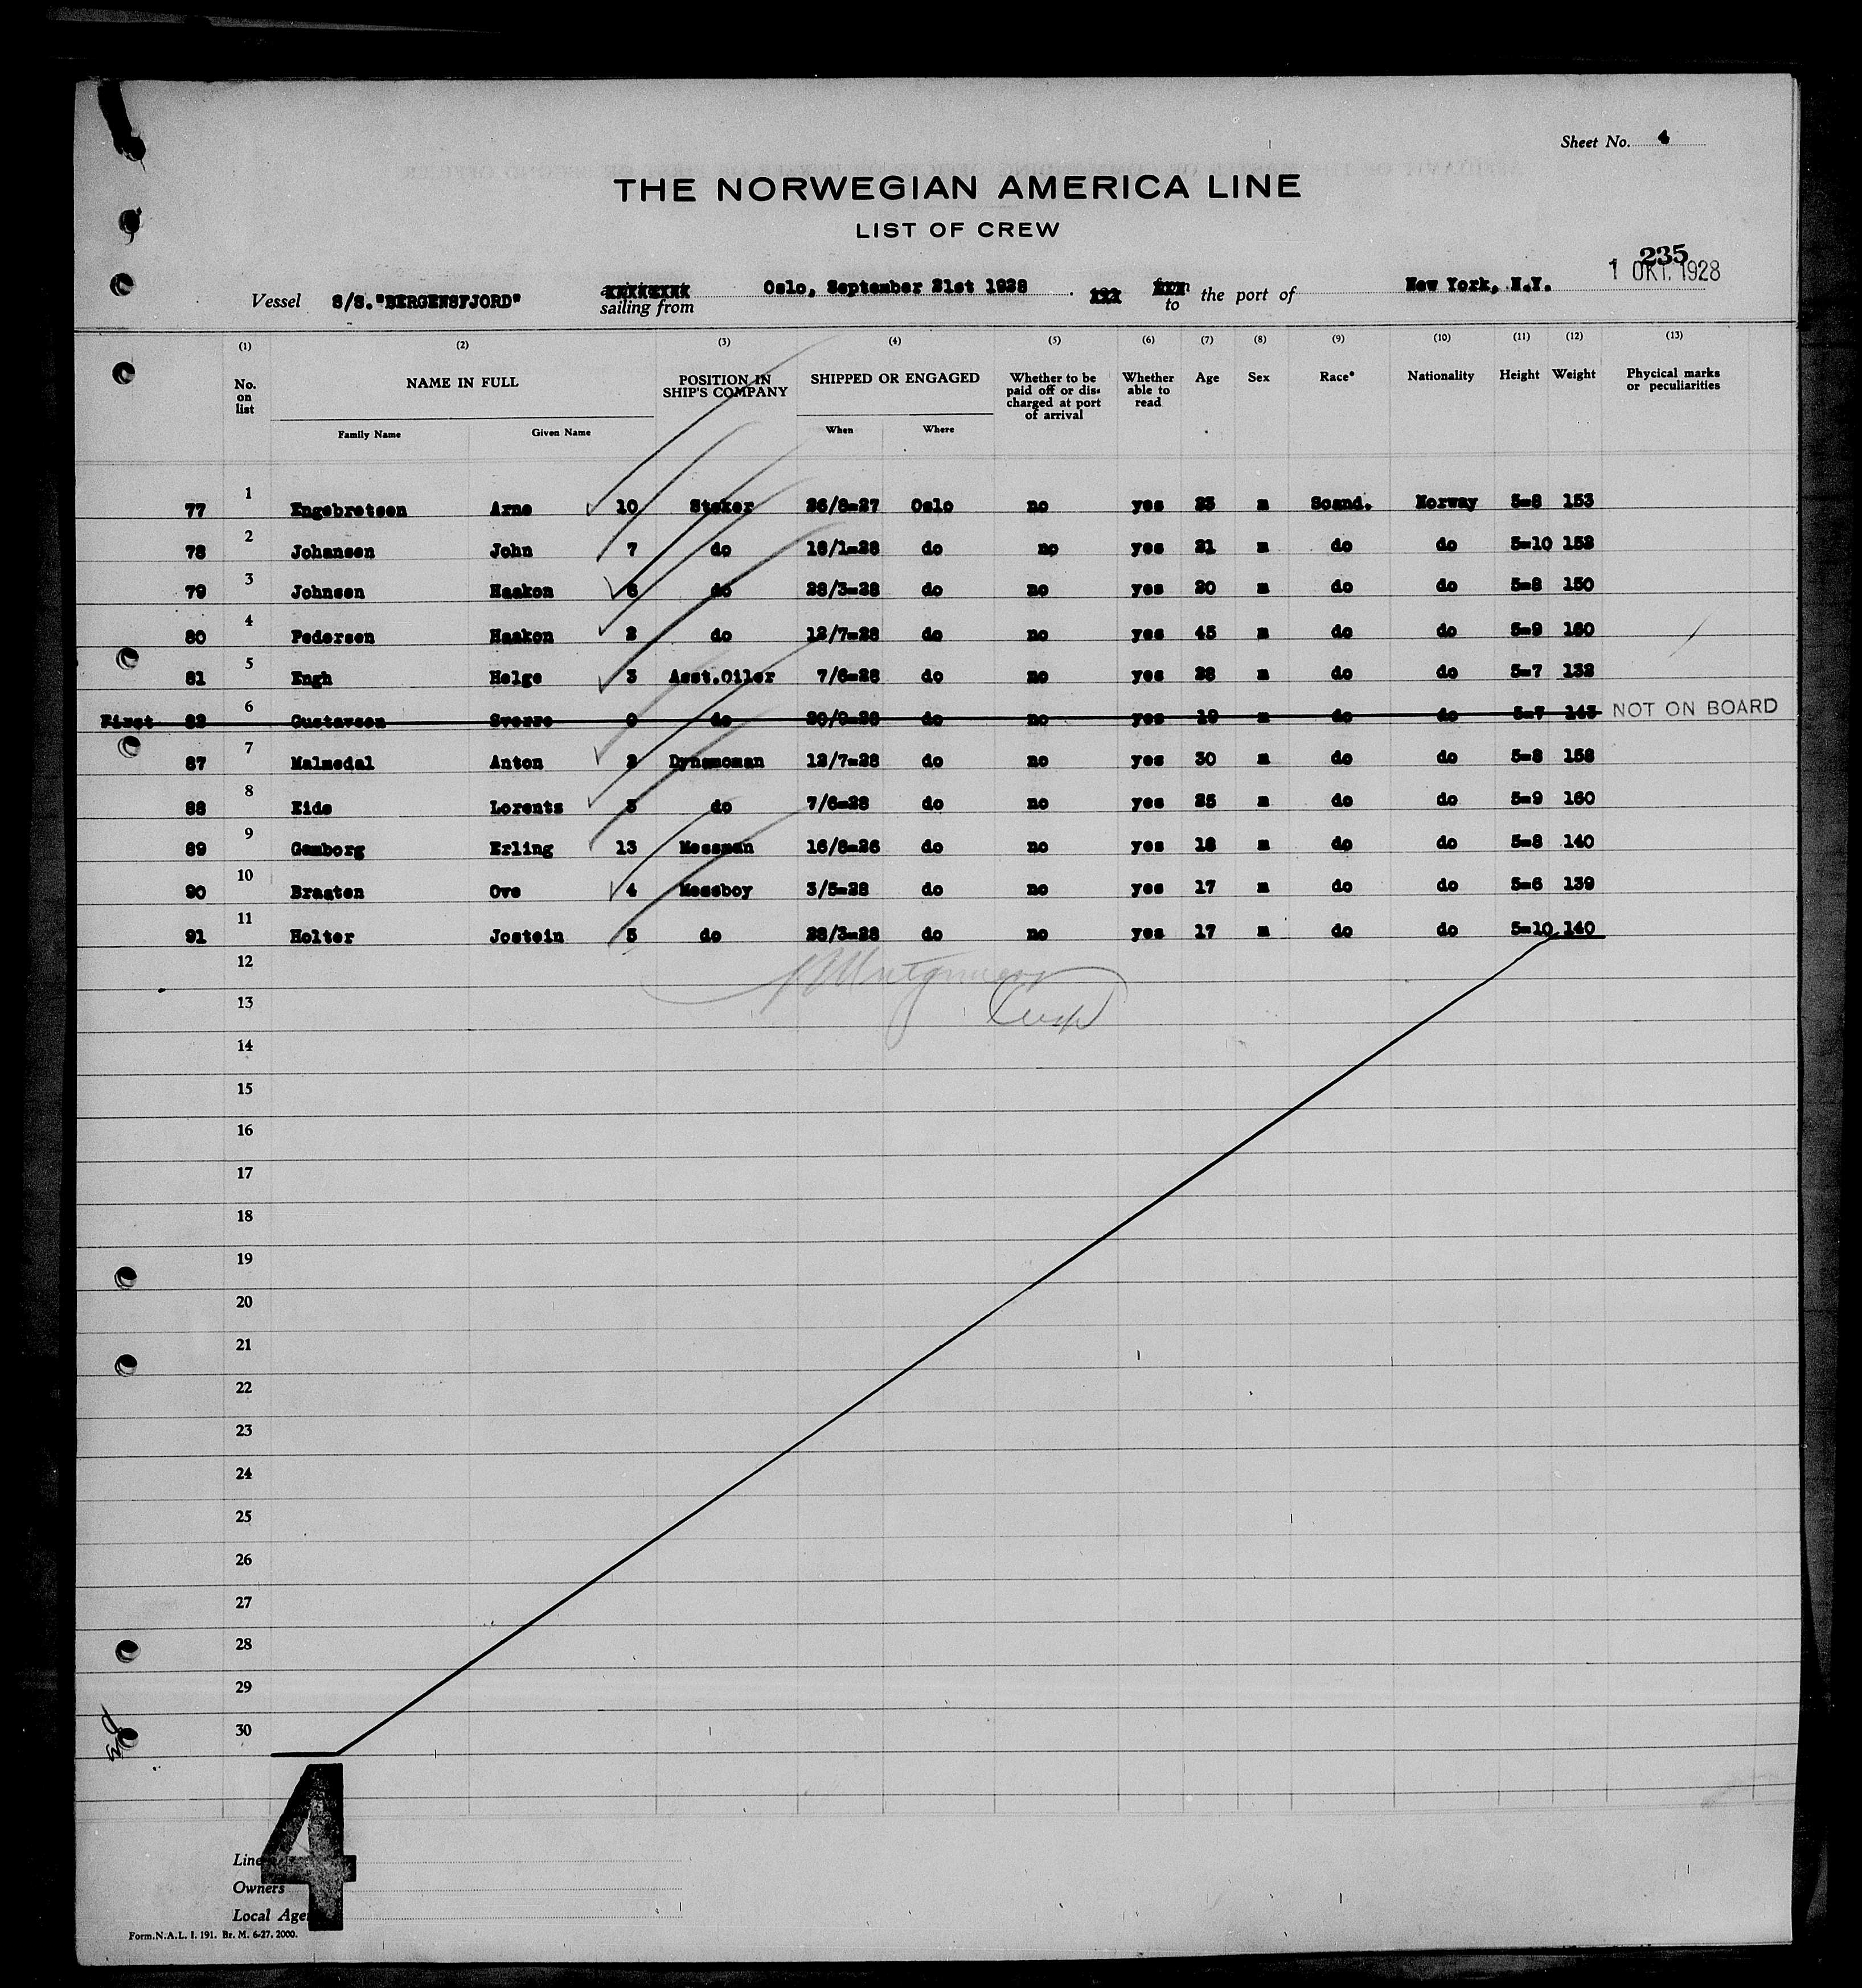 Sheet No. 4
THE NORWEGIAN AMERICA LINE
LIST OF CREW
235
1 OKT. 1928
Vessel S/S."BERGENSFJORD" sailing from Oslo, September 21st 1928 to the port of New York, N.Y.
(1) (2) (3) (4) (5) (6) (7) (8) (9) (10) (11) (12) (13)
No. on list NAME IN FULL POSITION IN SHIP'S COMPANY SHIPPED OR ENGAGED Whether to be paid off or discharged at port of arrival Whether able to read Age Sex Race* Nationality Height Weight Phycical marks or peculiarities
Family Name Given Name When Where
77 1 Engebretsen Arne 10 Stoker 26/8-27 Oslo no yes 23 m Scand. Norway 5-8 153
78 2 Johansen John 7 do 18/1-28 do no yes 21 m do do 5-10 152
79 3 Johnsen Haakon 6 do 28/3-28 do no yes 20 m do do 5-8 150
80 4 Pedersen Haakon 2 do 12/7-28 do no yes 45 m do do 5-9 160
81 5 Engh Helge 3 Asst.Oiler 7/6-28 do no yes 28 m do do 5-7 132
First 82 6 Gustavsen Sverre 0 do 20/9-28 do no yes 19 m do do 5-7 143 NOT ON BOARD
87 7 Malmedal Anton 2 Dynamoman 12/7-28 do no yes 30 m do do 5-8 158
88 8 Eide Lorents 3 do 7/6-28 do no yes 25 m do do 5-9 160
89 9 Gamborg Erling 13 Messman 16/8-26 do no yes 18 m do do 5-8 140
90 10 Braaten Ove 4 Messboy 3/5-28 do no yes 17 m do do 5-6 139
91 11 Holter Jostein 5 do 28/3-28 do no yes 17 m do do 5-10 140
12
13
14
15
16
17
18
19
20
21
22
23
24
25
26
27
28
29
30
4
Line
Owners
Local Age
Form.N.A.L. I. 191. Br. M. 6-27. 2000.